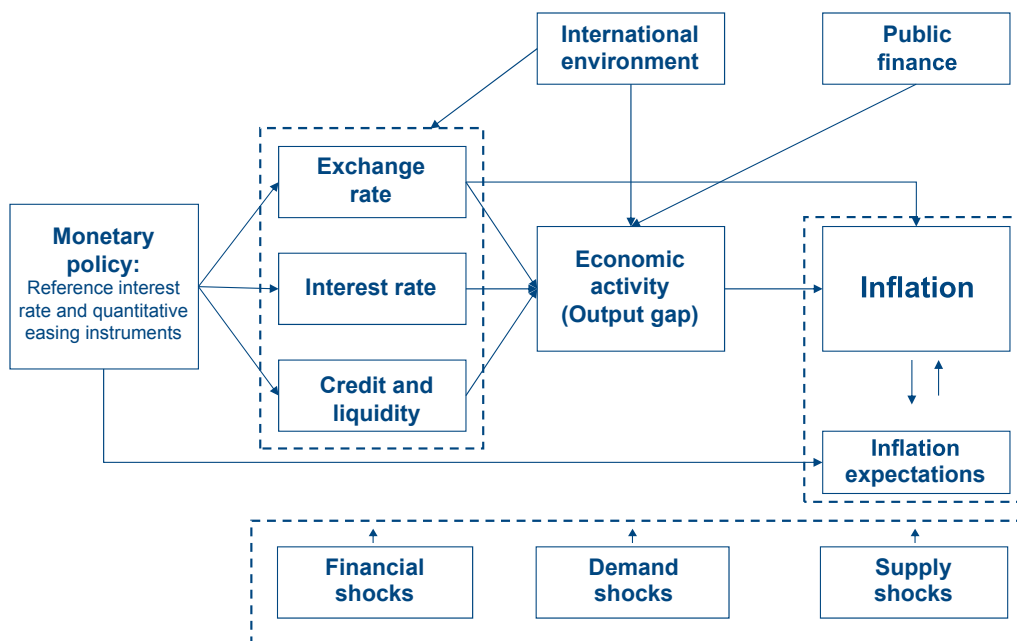 International
environment
Public
finance
Exchange
rate
Monetary
policy:
Reference interest
rate and quantitative
easing instruments
Interest rate
Economic
activity
(Output gap)
Inflation
Credit and
liquidity
Inflation
expectations
Financial
shocks
Demand
shocks
Supply
shocks